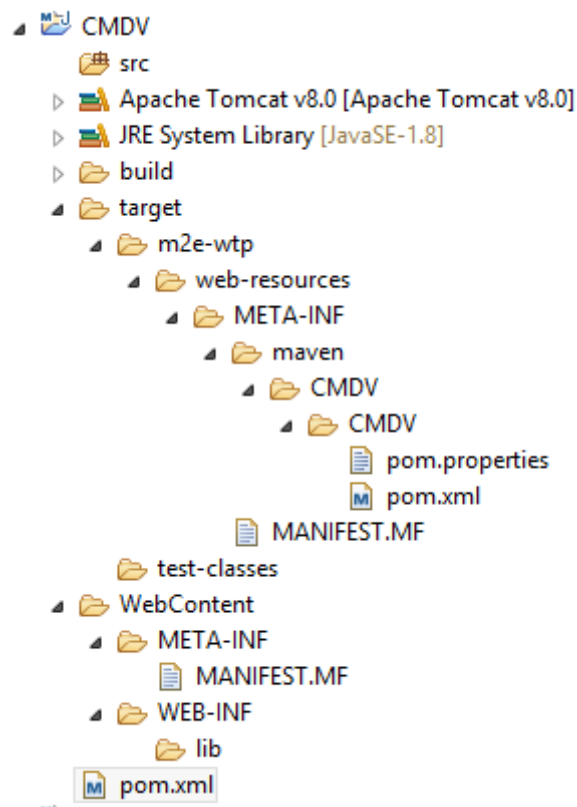 CMDV
src
Apache Tomcat v8.0 [Apache Tomcat v8.0]
JRE System Library [JavaSE-1.8]
build
target
m2e-wtp
web-resources
META-INF
maven
CMDV
CMDV
pom.properties
pom.xml
MANIFEST.MF
test-classes
WebContent
META-INF
MANIFEST.MF
WEB-INF
lib
pom.xml